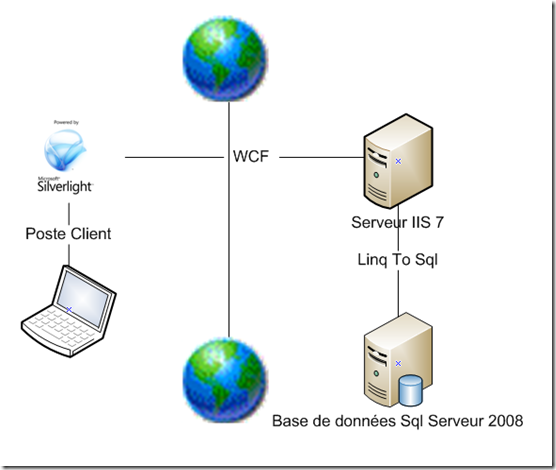 Powered by
Microsoft
Silverlight
WCF
Serveur IIS 7
Poste Client
Linq To Sql
Base de données Sql Serveur 2008